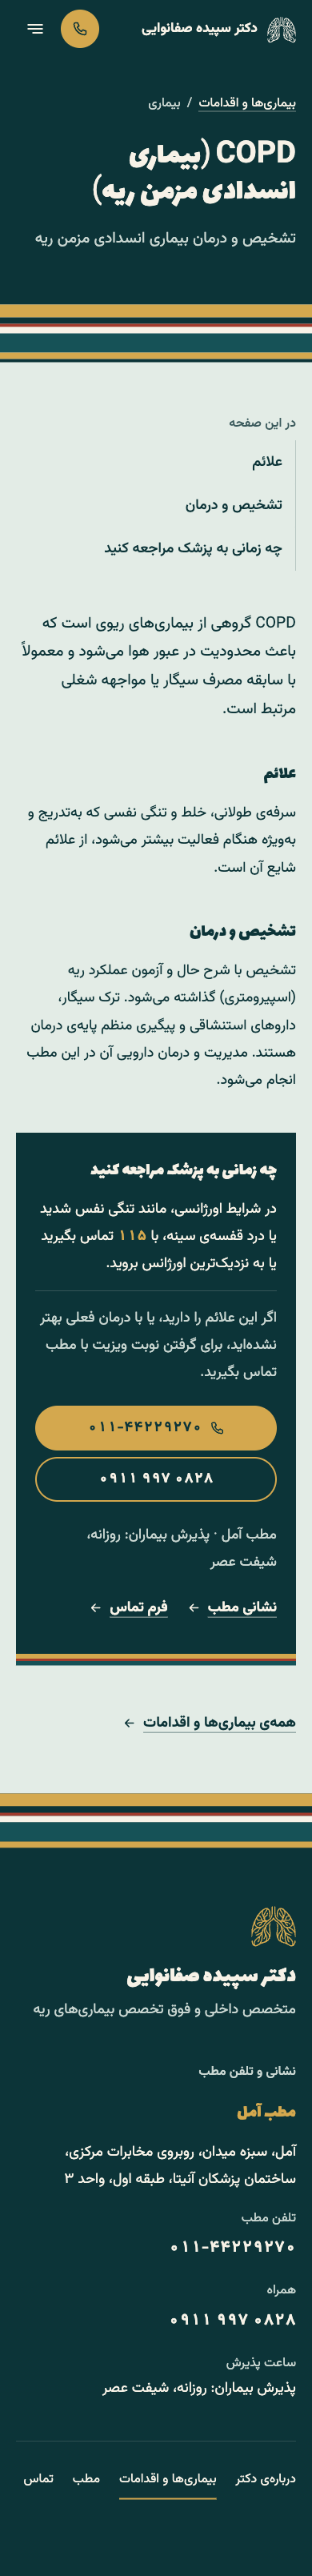 دکتر سپیده صفانوایی
بیماری‌ها و اقدامات / بیماری
COPD (بیماری
انسدادی مزمن ریه)
تشخیص و درمان بیماری انسدادی مزمن ریه
در این صفحه
علائم
تشخیص و درمان
چه زمانی به پزشک مراجعه کنید
COPD گروهی از بیماری‌های ریوی است که
باعث محدودیت در عبور هوا می‌شود و معمولاً
با سابقه مصرف سیگار یا مواجهه شغلی
مرتبط است.
علائم
سرفه‌ی طولانی، خلط و تنگی نفسی که به‌تدریج و
به‌ویژه هنگام فعالیت بیشتر می‌شود، از علائم
شایع آن است.
تشخیص و درمان
تشخیص با شرح حال و آزمون عملکرد ریه
(اسپیرومتری) گذاشته می‌شود. ترک سیگار،
داروهای استنشاقی و پیگیری منظم پایه‌ی درمان
هستند. مدیریت و درمان دارویی آن در این مطب
انجام می‌شود.
چه زمانی به پزشک مراجعه کنید
در شرایط اورژانسی، مانند تنگی نفس شدید
یا درد قفسه‌ی سینه، با ۱۱۵ تماس بگیرید
یا به نزدیک‌ترین اورژانس بروید.
اگر این علائم را دارید، یا با درمان فعلی بهتر
نشده‌اید، برای گرفتن نوبت ویزیت با مطب
تماس بگیرید.
۰۱۱-۴۴۲۲۹۲۷۰
۰۹۱۱ ۹۹۷ ۰۸۲۸
مطب آمل · پذیرش بیماران: روزانه،
شیفت عصر
نشانی مطب ← فرم تماس ←
همه‌ی بیماری‌ها و اقدامات ←
دکتر سپیده صفانوایی
متخصص داخلی و فوق تخصص بیماری‌های ریه
نشانی و تلفن مطب
مطب آمل
آمل، سبزه میدان، روبروی مخابرات مرکزی،
ساختمان پزشکان آنیتا، طبقه اول، واحد ۳
تلفن مطب
۰۱۱-۴۴۲۲۹۲۷۰
همراه
۰۹۱۱ ۹۹۷ ۰۸۲۸
ساعت پذیرش
پذیرش بیماران: روزانه، شیفت عصر
درباره‌ی دکتر بیماری‌ها و اقدامات مطب تماس